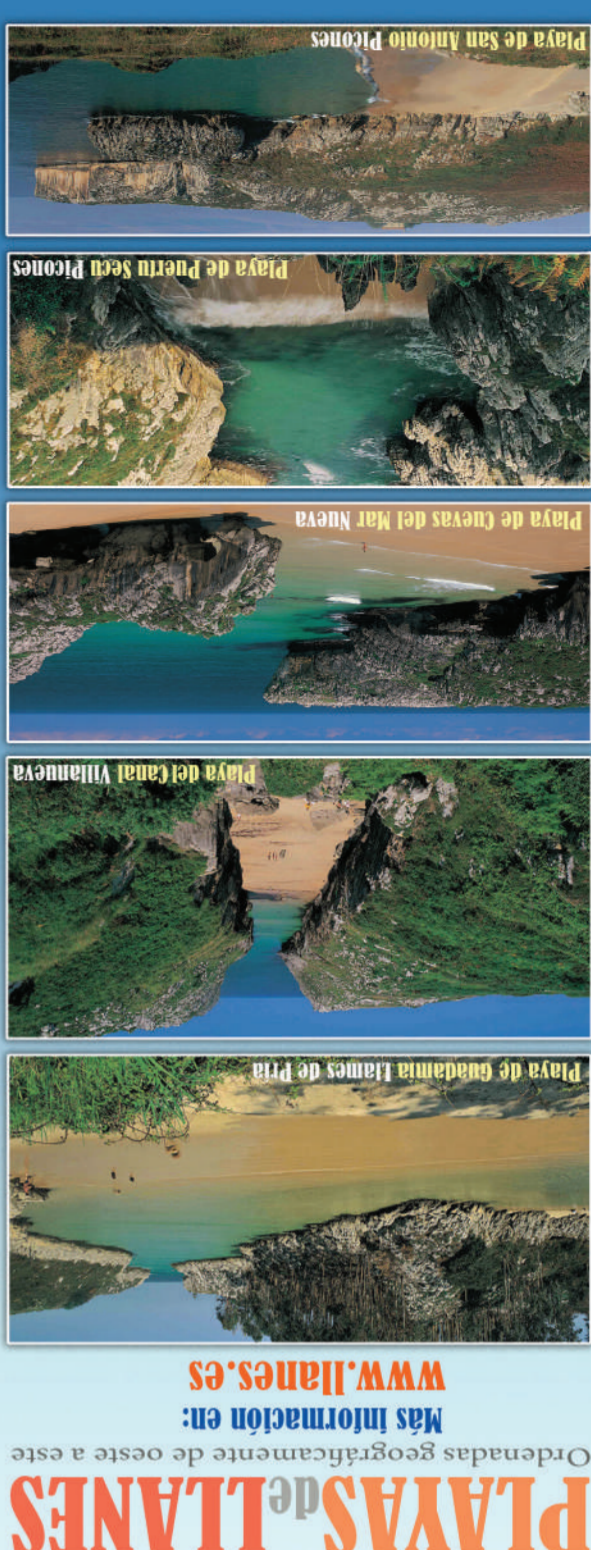 PLAYAS de LLANES
Ordenadas geográficamente de oeste a este
Más información en:
www.llanes.es
Playa de Guadamia Llames de Pría
Playa del Canal Villanueva
Playa de Cuevas del Mar Nueva
Playa de Puertu Secu Picones
Playa de San Antonio Picones